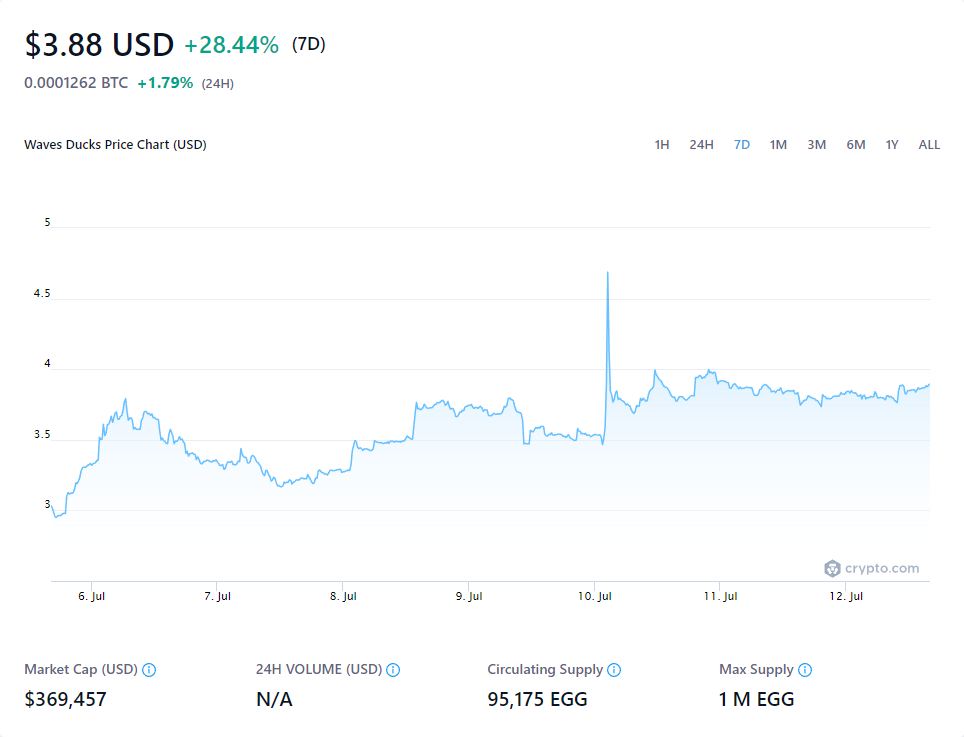 $3.88 USD +28.44% (7D)
0.0001262 BTC +1.79% (24H)
Waves Ducks Price Chart (USD) 1H 24H 7D 1M 3M 6M 1Y ALL
5
4.5
4
3.5
3
crypto.com
6. Jul 7. Jul 8. Jul 9. Jul 10. Jul 11. Jul 12. Jul
Market Cap (USD) 24H VOLUME (USD) Circulating Supply Max Supply
$369,457 N/A 95,175 EGG 1 M EGG